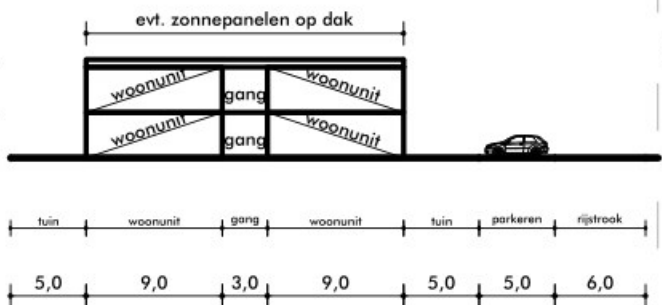 evt. zonnepanelen op dak
woonunit gang woonunit
woonunit gang woonunit
tuin woonunit gang woonunit tuin parkeren rijstrook
5,0 9,0 3,0 9,0 5,0 5,0 6,0